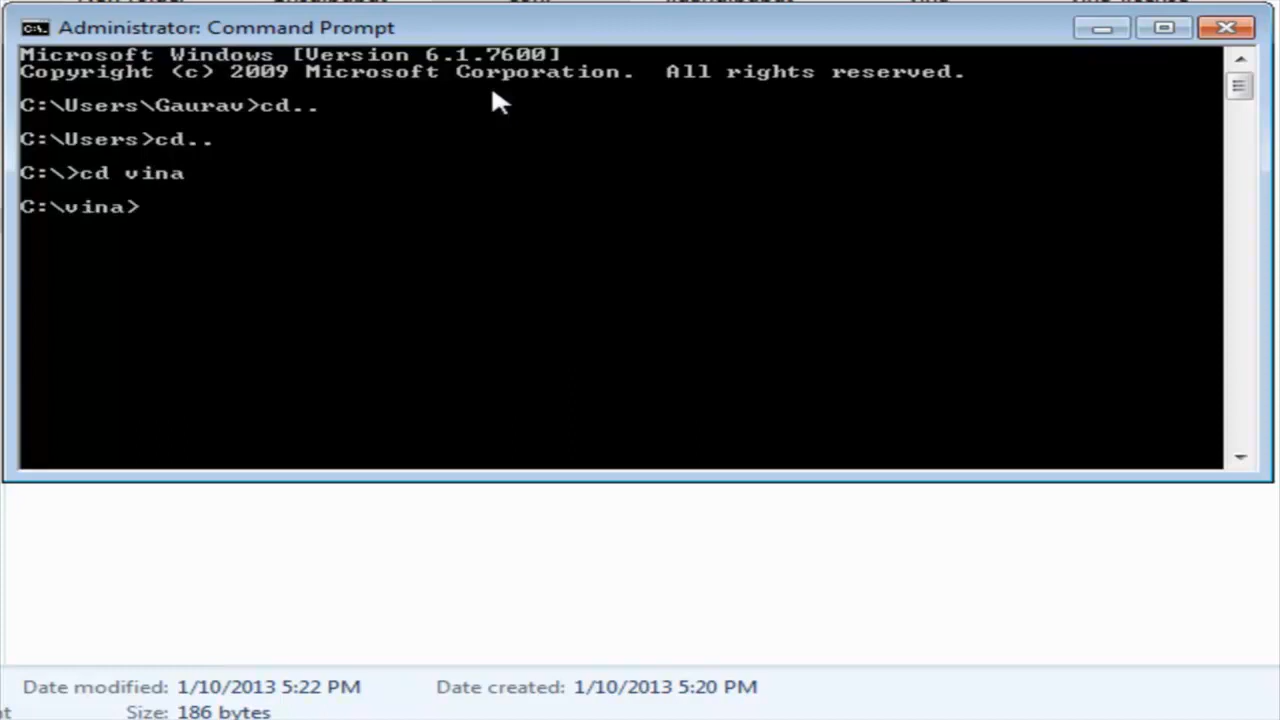 Administrator: Command Prompt
Microsoft Windows [Version 6.1.7600]
Copyright (c) 2009 Microsoft Corporation.  All rights reserved.
C:\Users\Gaurav>cd..
C:\Users>cd..
C:\>cd vina
C:\vina>
Date modified: 1/10/2013 5:22 PM Date created: 1/10/2013 5:20 PM
Size: 186 bytes